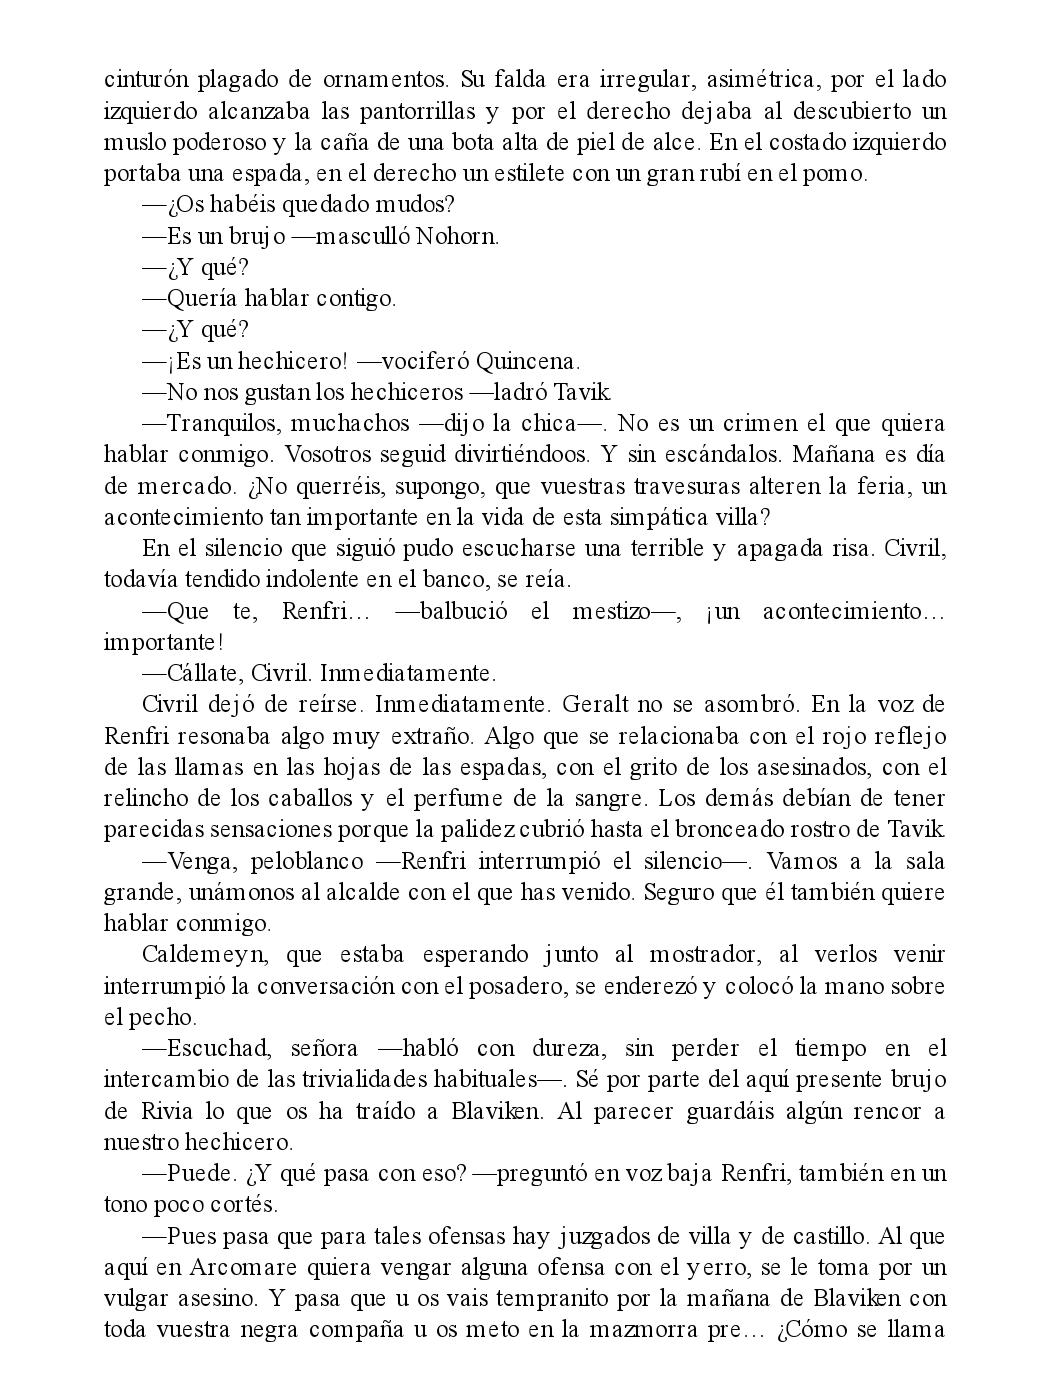 cinturón plagado de ornamentos. Su falda era irregular, asimétrica, por el lado
izquierdo alcanzaba las pantorrillas y por el derecho dejaba al descubierto un
muslo poderoso y la caña de una bota alta de piel de alce. En el costado izquierdo
portaba una espada, en el derecho un estilete con un gran rubí en el pomo.
—¿Os habéis quedado mudos?
—Es un brujo —masculló Nohorn.
—¿Y qué?
—Quería hablar contigo.
—¿Y qué?
—¡Es un hechicero! —vociferó Quincena.
—No nos gustan los hechiceros —ladró Tavik.
—Tranquilos, muchachos —dijo la chica—. No es un crimen el que quiera
hablar conmigo. Vosotros seguid divirtiéndoos. Y sin escándalos. Mañana es día
de mercado. ¿No querréis, supongo, que vuestras travesuras alteren la feria, un
acontecimiento tan importante en la vida de esta simpática villa?
En el silencio que siguió pudo escucharse una terrible y apagada risa. Civril,
todavía tendido indolente en el banco, se reía.
—Que te, Renfri… —balbució el mestizo—, ¡un acontecimiento…
importante!
—Cállate, Civril. Inmediatamente.
Civril dejó de reírse. Inmediatamente. Geralt no se asombró. En la voz de
Renfri resonaba algo muy extraño. Algo que se relacionaba con el rojo reflejo
de las llamas en las hojas de las espadas, con el grito de los asesinados, con el
relincho de los caballos y el perfume de la sangre. Los demás debían de tener
parecidas sensaciones porque la palidez cubrió hasta el bronceado rostro de Tavik.
—Venga, peloblanco —Renfri interrumpió el silencio—. Vamos a la sala
grande, unámonos al alcalde con el que has venido. Seguro que él también quiere
hablar conmigo.
Caldemeyn, que estaba esperando junto al mostrador, al verlos venir
interrumpió la conversación con el posadero, se enderezó y colocó la mano sobre
el pecho.
—Escuchad, señora —habló con dureza, sin perder el tiempo en el
intercambio de las trivialidades habituales—. Sé por parte del aquí presente brujo
de Rivia lo que os ha traído a Blaviken. Al parecer guardáis algún rencor a
nuestro hechicero.
—Puede. ¿Y qué pasa con eso? —preguntó en voz baja Renfri, también en un
tono poco cortés.
—Pues pasa que para tales ofensas hay juzgados de villa y de castillo. Al que
aquí en Arcomare quiera vengar alguna ofensa con el yerro, se le toma por un
vulgar asesino. Y pasa que u os vais tempranito por la mañana de Blaviken con
toda vuestra negra compaña u os meto en la mazmorra pre… ¿Cómo se llama